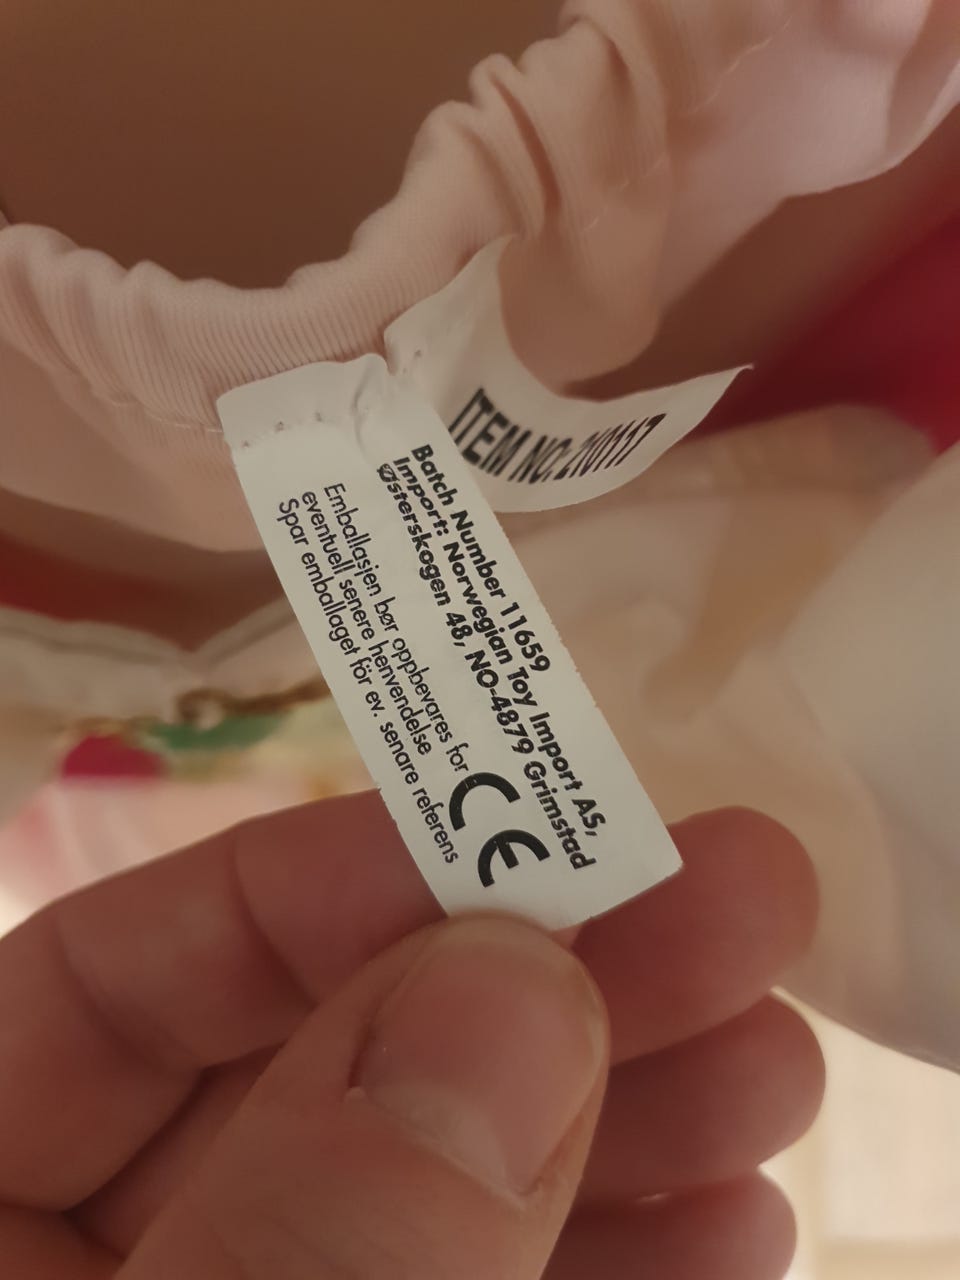 ITEM NO: 210117
Batch Number 11659
Import: Norwegian Toy Import AS,
Østerskogen 48, NO-4879 Grimstad
Emballasjen bør oppbevares for
eventuell senere henvendelse
Spar emballaget för ev. senare referens
CE